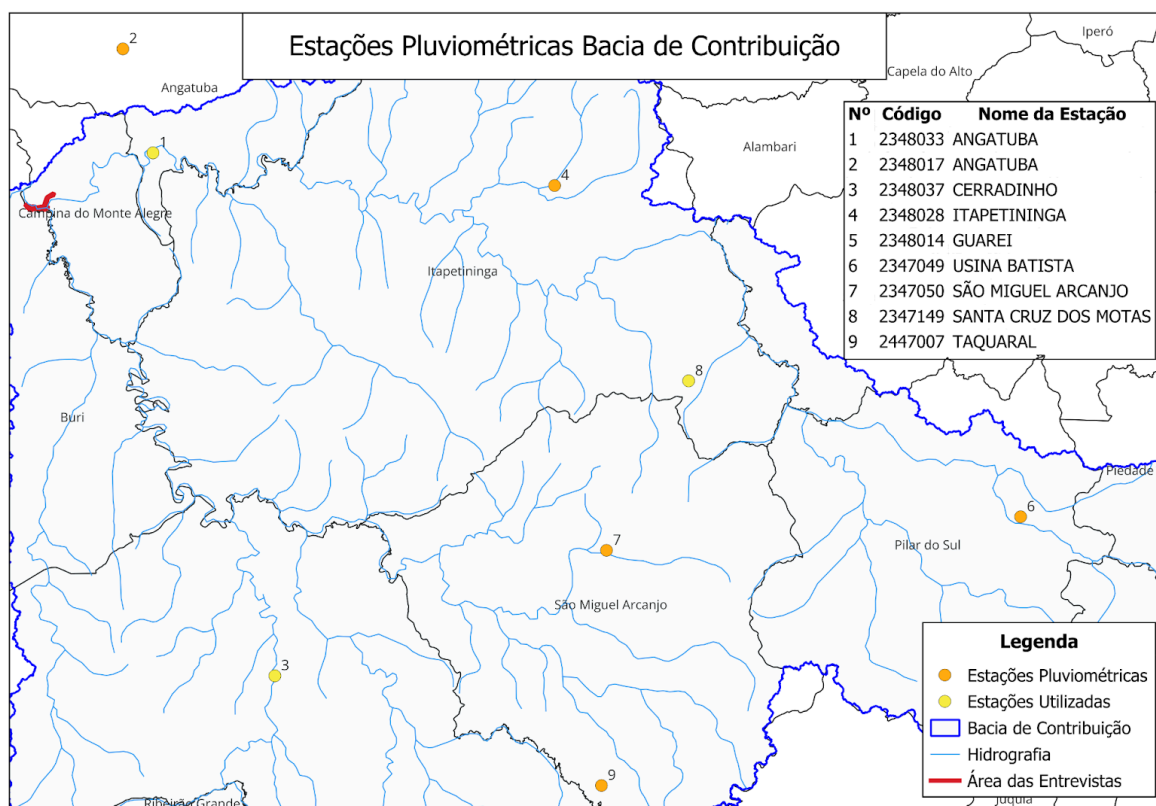 Estações Pluviométricas Bacia de Contribuição
Iperó
Capela do Alto
2
Angatuba
Nº Código Nome da Estação
1 2348033 ANGATUBA
2 2348017 ANGATUBA
3 2348037 CERRADINHO
4 2348028 ITAPETININGA
5 2348014 GUAREI
6 2347049 USINA BATISTA
7 2347050 SÃO MIGUEL ARCANJO
8 2347149 SANTA CRUZ DOS MOTAS
9 2447007 TAQUARAL
1
Alambari
4
Campina do Monte Alegre
Itapetininga
8
Buri
Piedade
6
7
Pilar do Sul
São Miguel Arcanjo
3
9
Ribeirão Grande
Legenda
Estações Pluviométricas
Estações Utilizadas
Bacia de Contribuição
Hidrografia
Área das Entrevistas
Juquiá